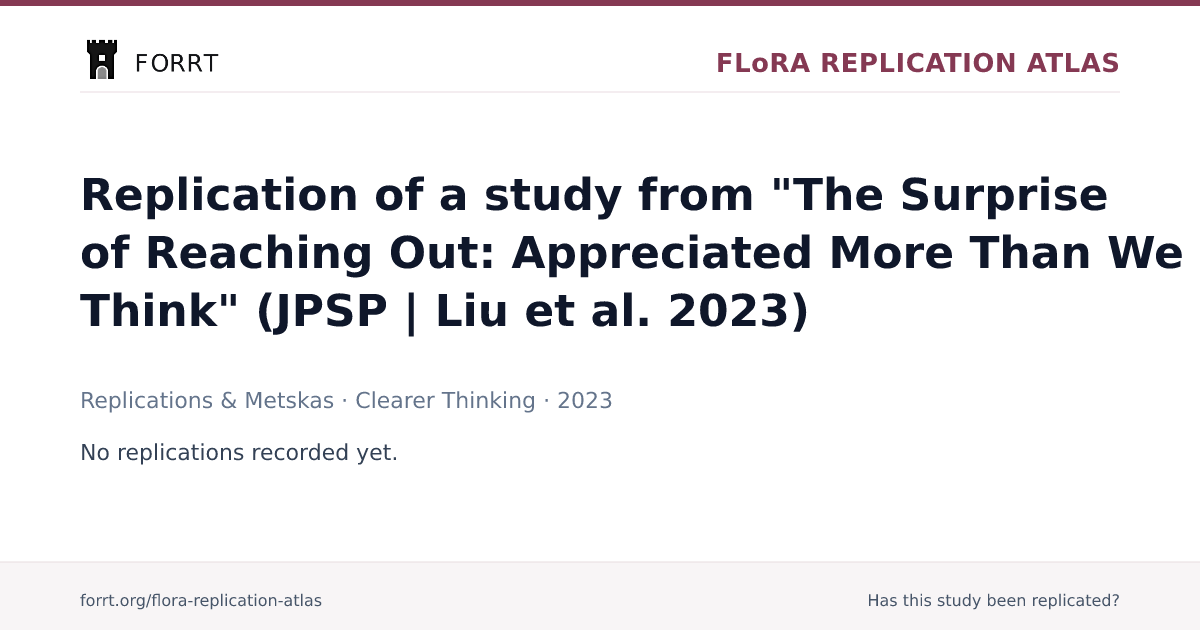 FORRT
FLoRA REPLICATION ATLAS
Replication of a study from "The Surprise
of Reaching Out: Appreciated More Than We
Think" (JPSP | Liu et al. 2023)
Replications & Metskas · Clearer Thinking · 2023
No replications recorded yet.
forrt.org/flora-replication-atlas
Has this study been replicated?